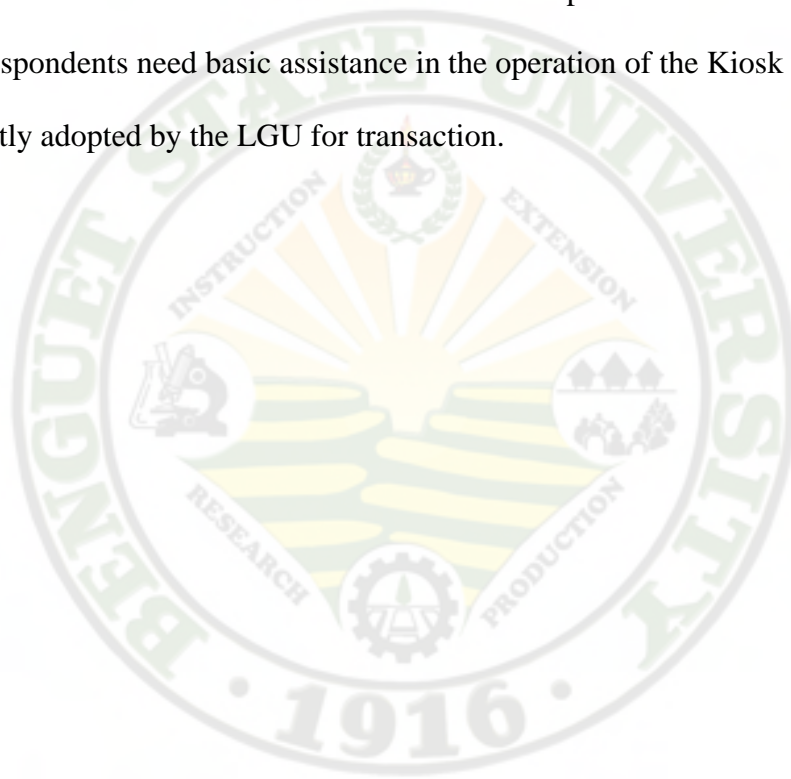 spondents need basic assistance in the operation of the Kiosk
tly adopted by the LGU for transaction.
BENGUET STATE UNIVERSITY
INSTRUCTION
EXTENSION
RESEARCH
PRODUCTION
· 1916 ·